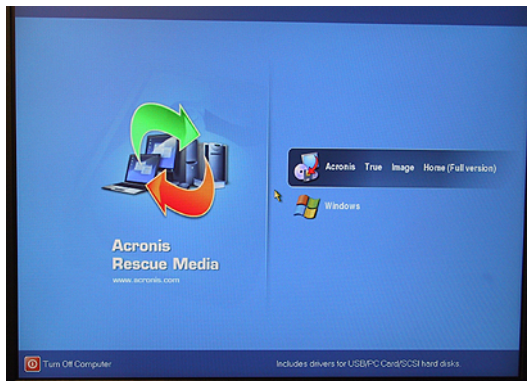 Acronis True Image Home (Full version)
Windows
Acronis
Rescue Media
www.acronis.com
Turn Off Computer
Includes drivers for USB/PC Card/SCSI hard disks.